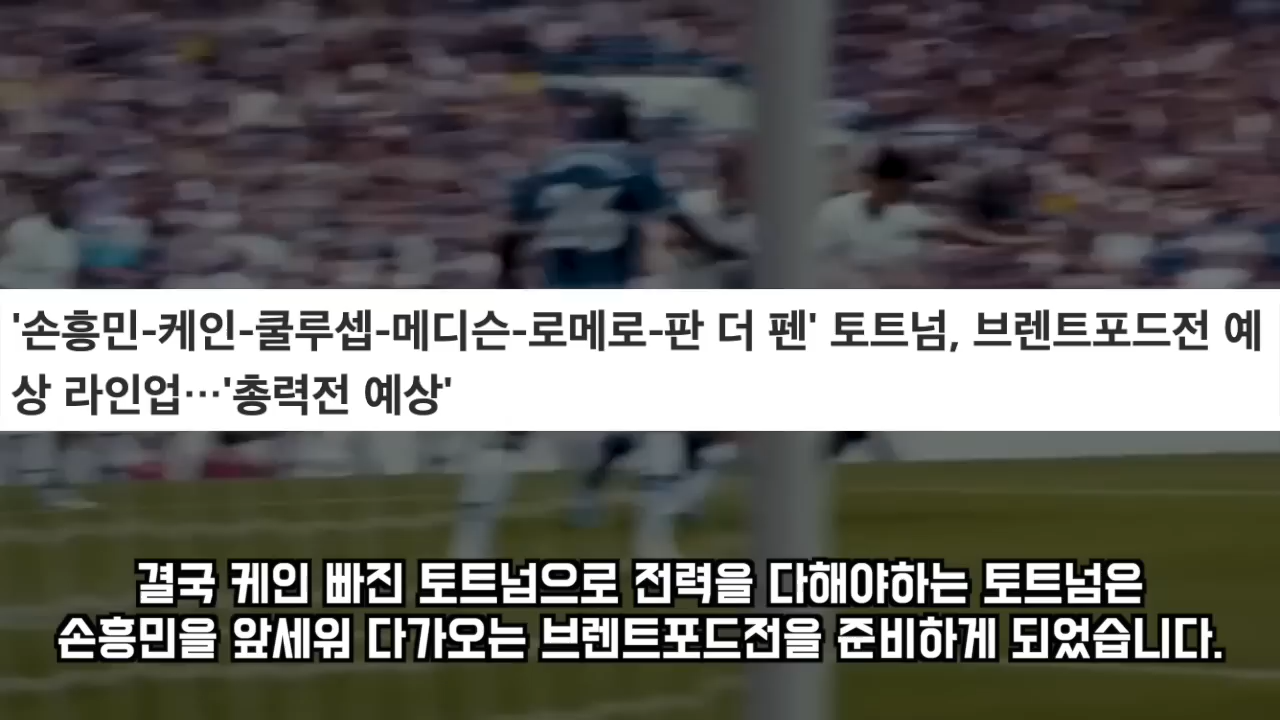 '손흥민-케인-쿨루셉-메디슨-로메로-판 더 펜' 토트넘, 브렌트포드전 예
상 라인업…'총력전 예상'
결국 케인 빠진 토트넘으로 전력을 다해야하는 토트넘은
손흥민을 앞세워 다가오는 브렌트포드전을 준비하게 되었습니다.